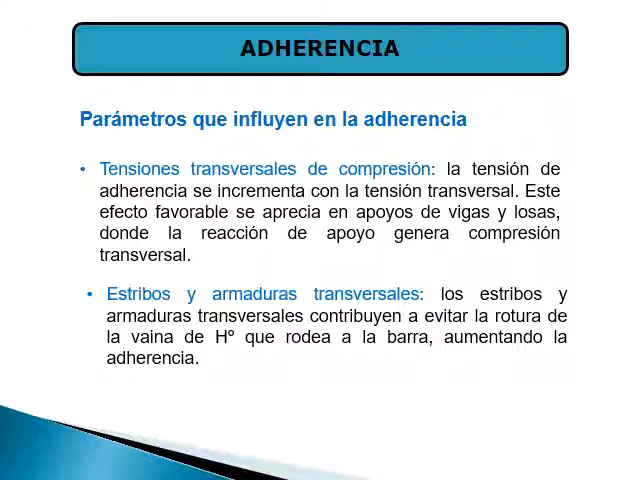 ADHERENCIA
Parámetros que influyen en la adherencia
• Tensiones transversales de compresión: la tensión de
adherencia se incrementa con la tensión transversal. Este
efecto favorable se aprecia en apoyos de vigas y losas,
donde la reacción de apoyo genera compresión
transversal.
• Estribos y armaduras transversales: los estribos y
armaduras transversales contribuyen a evitar la rotura de
la vaina de Hº que rodea a la barra, aumentando la
adherencia.